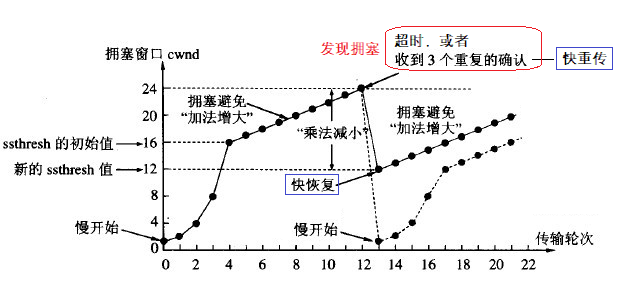 拥塞窗口 cwnd
发现拥塞
超时．或者
收到 3 个重复的确认
快重传
24
20
16
12
8
4
0
ssthresh 的初始值
新的 ssthresh 值
慢开始
拥塞避免
“加法增大”
“乘法减小”
拥塞避免
“加法增大”
快恢复
慢开始
传输轮次
0 2 4 6 8 10 12 14 16 18 20 22